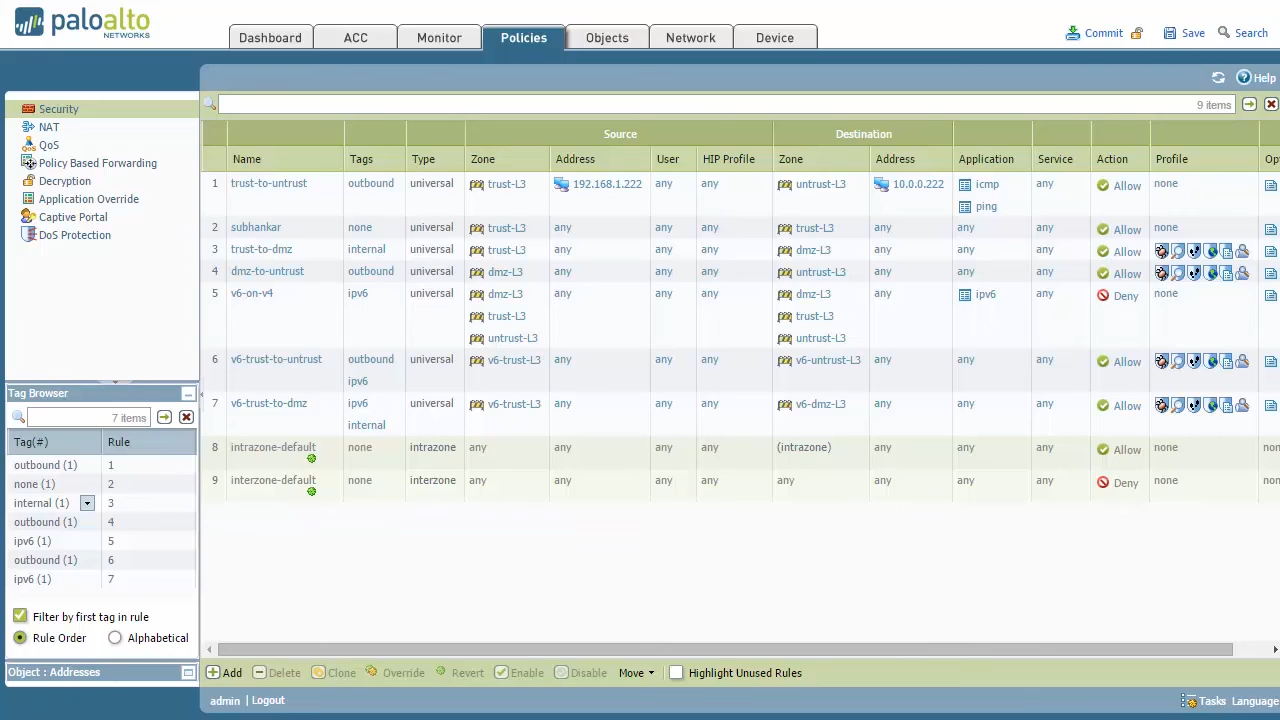 paloalto
NETWORKS
Dashboard ACC Monitor Policies Objects Network Device
Commit Save Search
Help
Security
NAT
QoS
Policy Based Forwarding
Decryption
Application Override
Captive Portal
DoS Protection
9 items
Source Destination
Name Tags Type Zone Address User HIP Profile Zone Address Application Service Action Profile Op
1 trust-to-untrust outbound universal trust-L3 192.168.1.222 any any untrust-L3 10.0.0.222 icmp any Allow none
ping
2 subhankar none universal trust-L3 any any any trust-L3 any any any Allow none
3 trust-to-dmz internal universal trust-L3 any any any dmz-L3 any any any Allow
4 dmz-to-untrust outbound universal dmz-L3 any any any untrust-L3 any any any Allow
5 v6-on-v4 ipv6 universal dmz-L3 any any any dmz-L3 any ipv6 any Deny none
trust-L3 trust-L3
untrust-L3 untrust-L3
6 v6-trust-to-untrust outbound universal v6-trust-L3 any any any v6-untrust-L3 any any any Allow
ipv6
7 v6-trust-to-dmz ipv6 universal v6-trust-L3 any any any v6-dmz-L3 any any any Allow
internal
8 intrazone-default none intrazone any any any any (intrazone) any any any Allow none non
9 interzone-default none interzone any any any any any any any any Deny none non
Tag Browser
7 items
Tag(#) Rule
outbound (1) 1
none (1) 2
internal (1) 3
outbound (1) 4
ipv6 (1) 5
outbound (1) 6
ipv6 (1) 7
Filter by first tag in rule
Rule Order Alphabetical
Object : Addresses
Add Delete Clone Override Revert Enable Disable Move Highlight Unused Rules
admin | Logout
Tasks Language